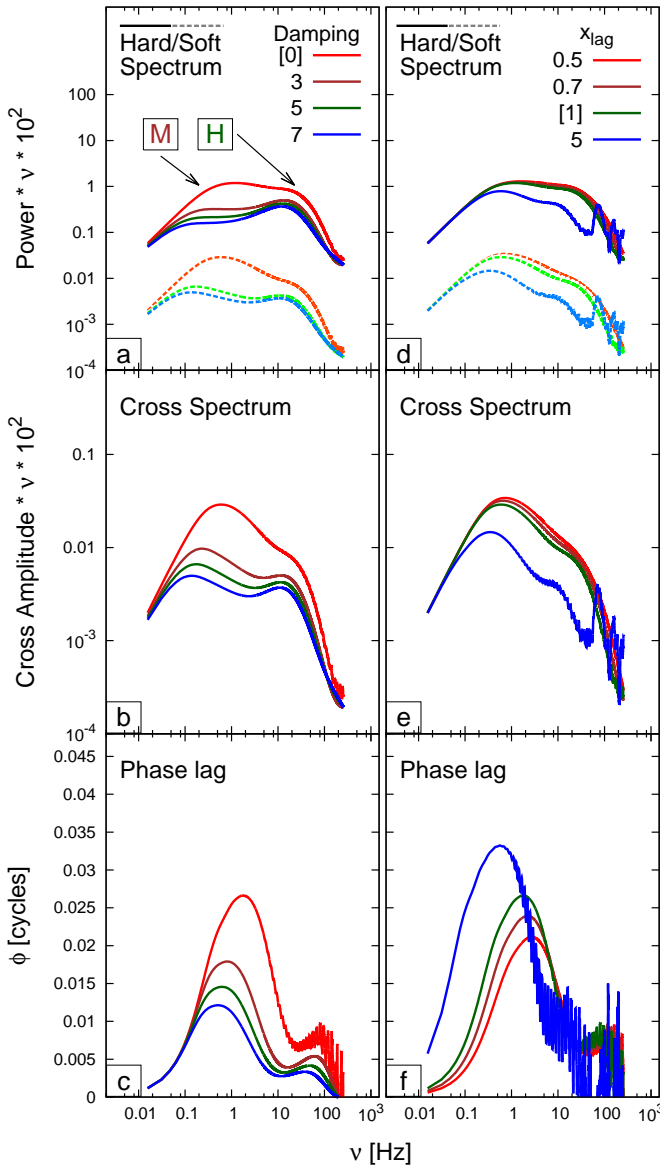 Hard/Soft
Spectrum
Damping
[0]
3
5
7
M
H
100
10
1
0.1
0.01
10⁻³
10⁻⁴
Power * ν * 10²
a
Hard/Soft
Spectrum
x_lag
0.5
0.7
[1]
5
d
Cross Spectrum
0.1
0.01
10⁻³
10⁻⁴
Cross Amplitude * ν * 10²
b
Cross Spectrum
e
Phase lag
0.045
0.04
0.035
0.03
0.025
0.02
0.015
0.01
0.005
0
ϕ [cycles]
c
0.01 0.1 1 10 100 10³
Phase lag
f
0.01 0.1 1 10 100 10³
ν [Hz]